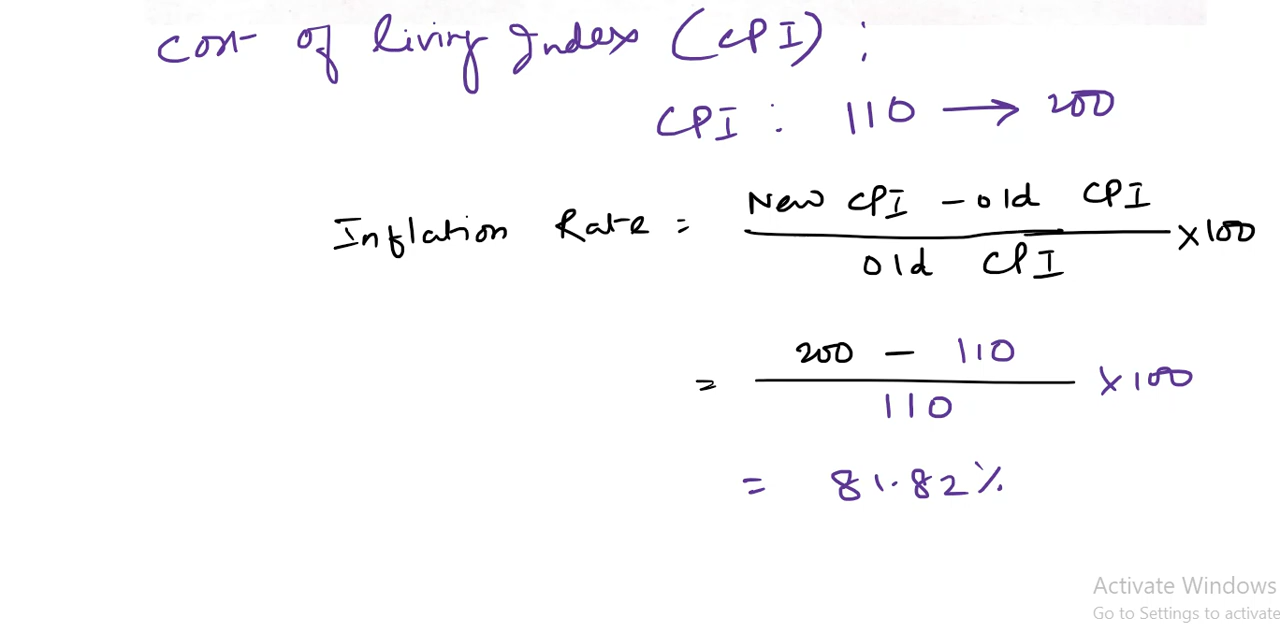 Cost of living Index (CPI) :
CPI : 110 → 200
Inflation Rate = New CPI - old CPI / old CPI × 100
= 200 - 110 / 110 × 100
= 81.82%
Activate Windows
Go to Settings to activate